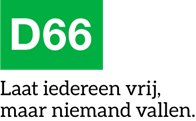 D66
Laat iedereen vrij,
maar niemand vallen.